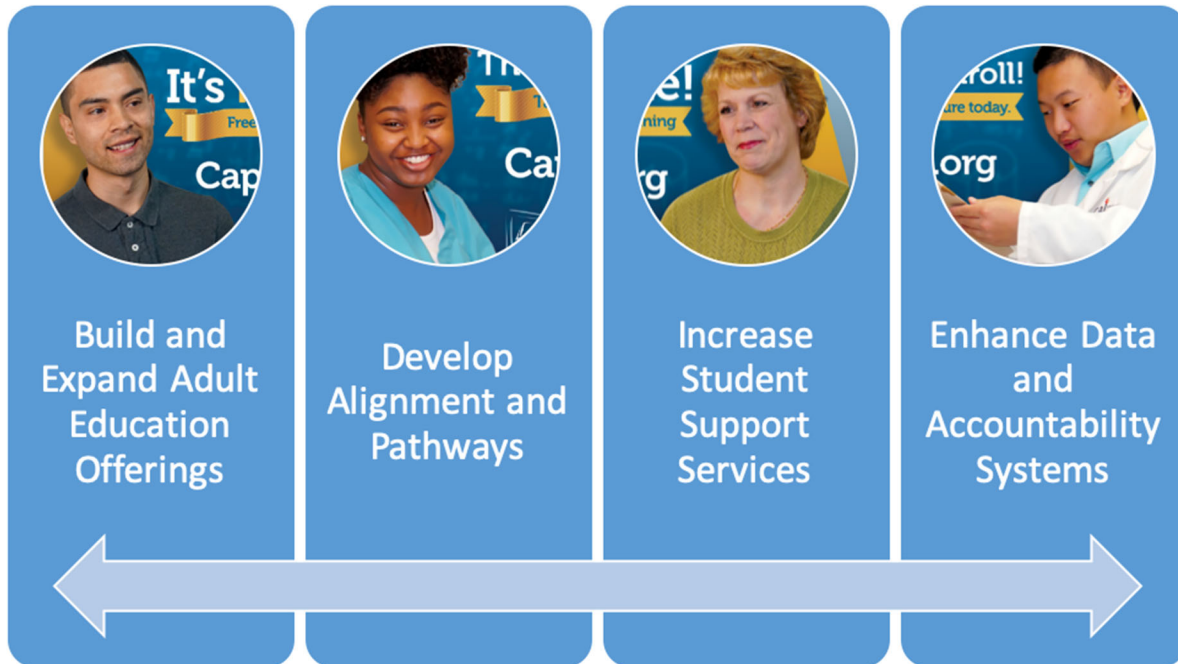 It's
Free
Cap
Build and
Expand Adult
Education
Offerings
Th
Ca
Develop
Alignment and
Pathways
e!
ning
rg
Increase
Student
Support
Services
roll!
ure today.
.org
Enhance Data
and
Accountability
Systems